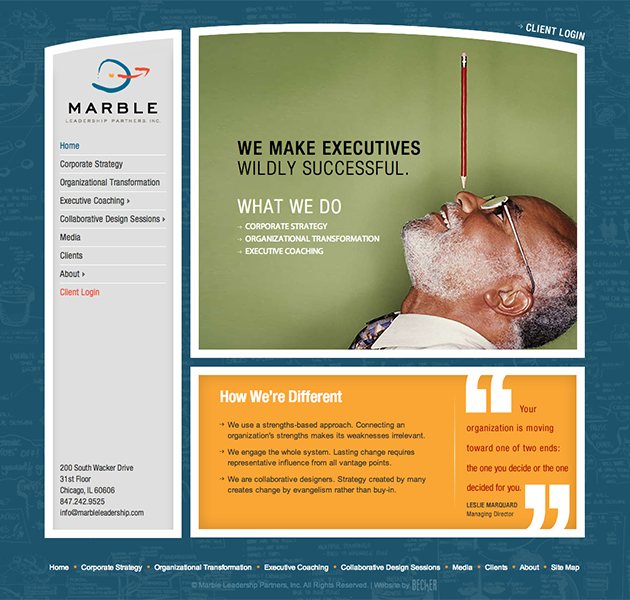 CLIENT LOGIN
MARBLE
LEADERSHIP PARTNERS, INC.
Home
Corporate Strategy
Organizational Transformation
Executive Coaching
Collaborative Design Sessions
Media
Clients
About
Client Login
200 South Wacker Drive
31st Floor
Chicago, IL 60606
847.242.9525
info@marbleleadership.com
WE MAKE EXECUTIVES
WILDLY SUCCESSFUL.
WHAT WE DO
CORPORATE STRATEGY
ORGANIZATIONAL TRANSFORMATION
EXECUTIVE COACHING
How We're Different
We use a strengths-based approach. Connecting an
organization's strengths makes its weaknesses irrelevant.
We engage the whole system. Lasting change requires
representative influence from all vantage points.
We are collaborative designers. Strategy created by many
creates change by evangelism rather than buy-in.
“ Your
organization is moving
toward one of two ends:
the one you decide or the one
decided for you. ”
LESLIE MARQUARD
Managing Director
Home • Corporate Strategy • Organizational Transformation • Executive Coaching • Collaborative Design Sessions • Media • Clients • About • Site Map
© Marble Leadership Partners, Inc. All Rights Reserved. | Website by BECKER